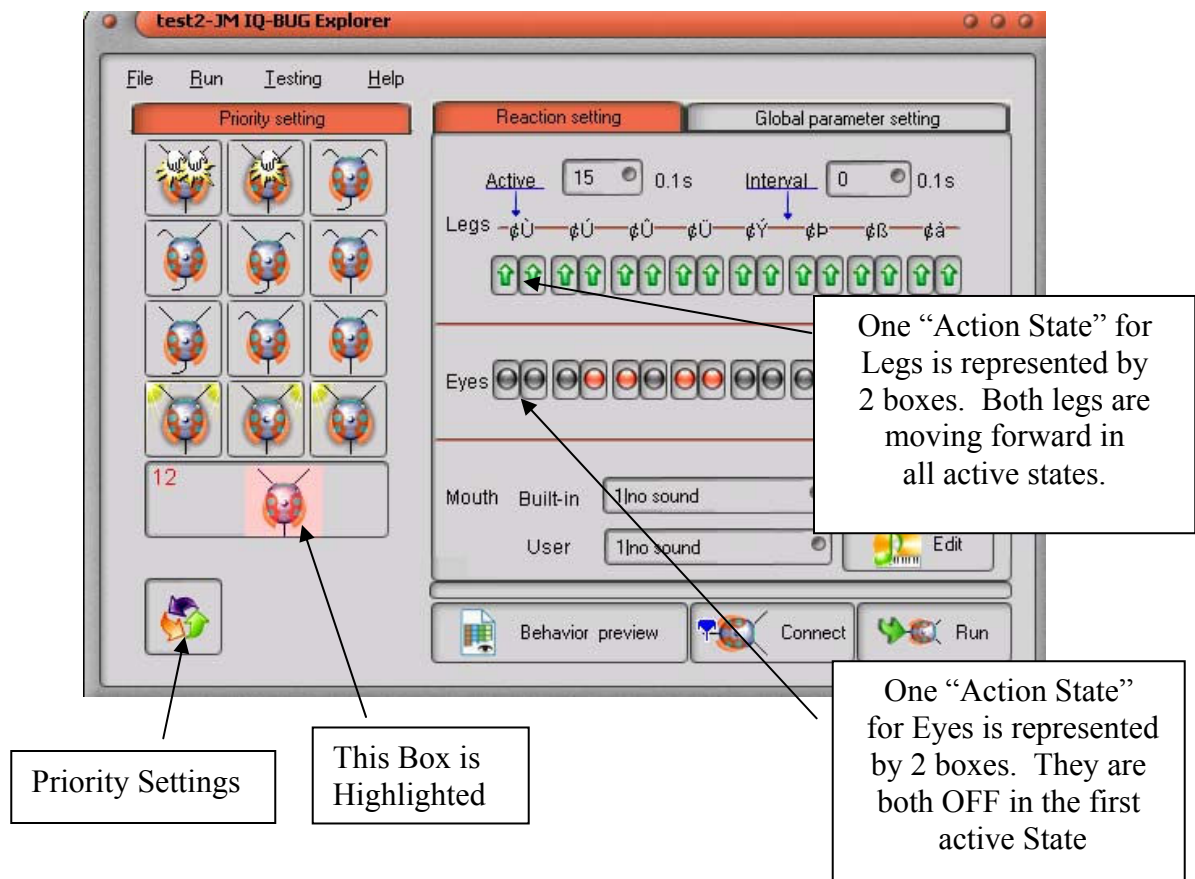 test2-JM IQ-BUG Explorer
File Run Testing Help
Priority setting
Reaction setting Global parameter setting
Active 15 0.1s Interval 0 0.1s
Legs ¢Ù ¢Ú ¢Û ¢Ü ¢Ý ¢Þ ¢ß ¢à
One “Action State” for
Legs is represented by
2 boxes. Both legs are
moving forward in
all active states.
Eyes
12
Mouth Built-in 1|no sound
User 1|no sound Edit
Behavior preview Connect Run
One “Action State”
for Eyes is represented
by 2 boxes. They are
both OFF in the first
active State
This Box is
Highlighted
Priority Settings